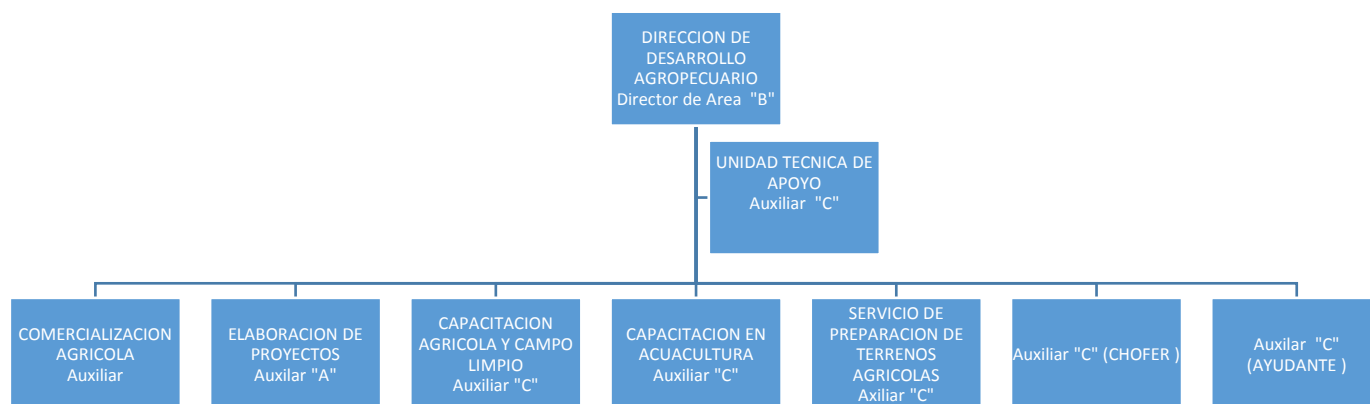 DIRECCION DE
DESARROLLO
AGROPECUARIO
Director de Area "B"
UNIDAD TECNICA DE
APOYO
Auxiliar "C"
COMERCIALIZACION
AGRICOLA
Auxiliar
ELABORACION DE
PROYECTOS
Auxilar "A"
CAPACITACION
AGRICOLA Y CAMPO
LIMPIO
Auxiliar "C"
CAPACITACION EN
ACUACULTURA
Auxiliar "C"
SERVICIO DE
PREPARACION DE
TERRENOS
AGRICOLAS
Axiliar "C"
Auxiliar "C" (CHOFER )
Auxilar "C"
(AYUDANTE )